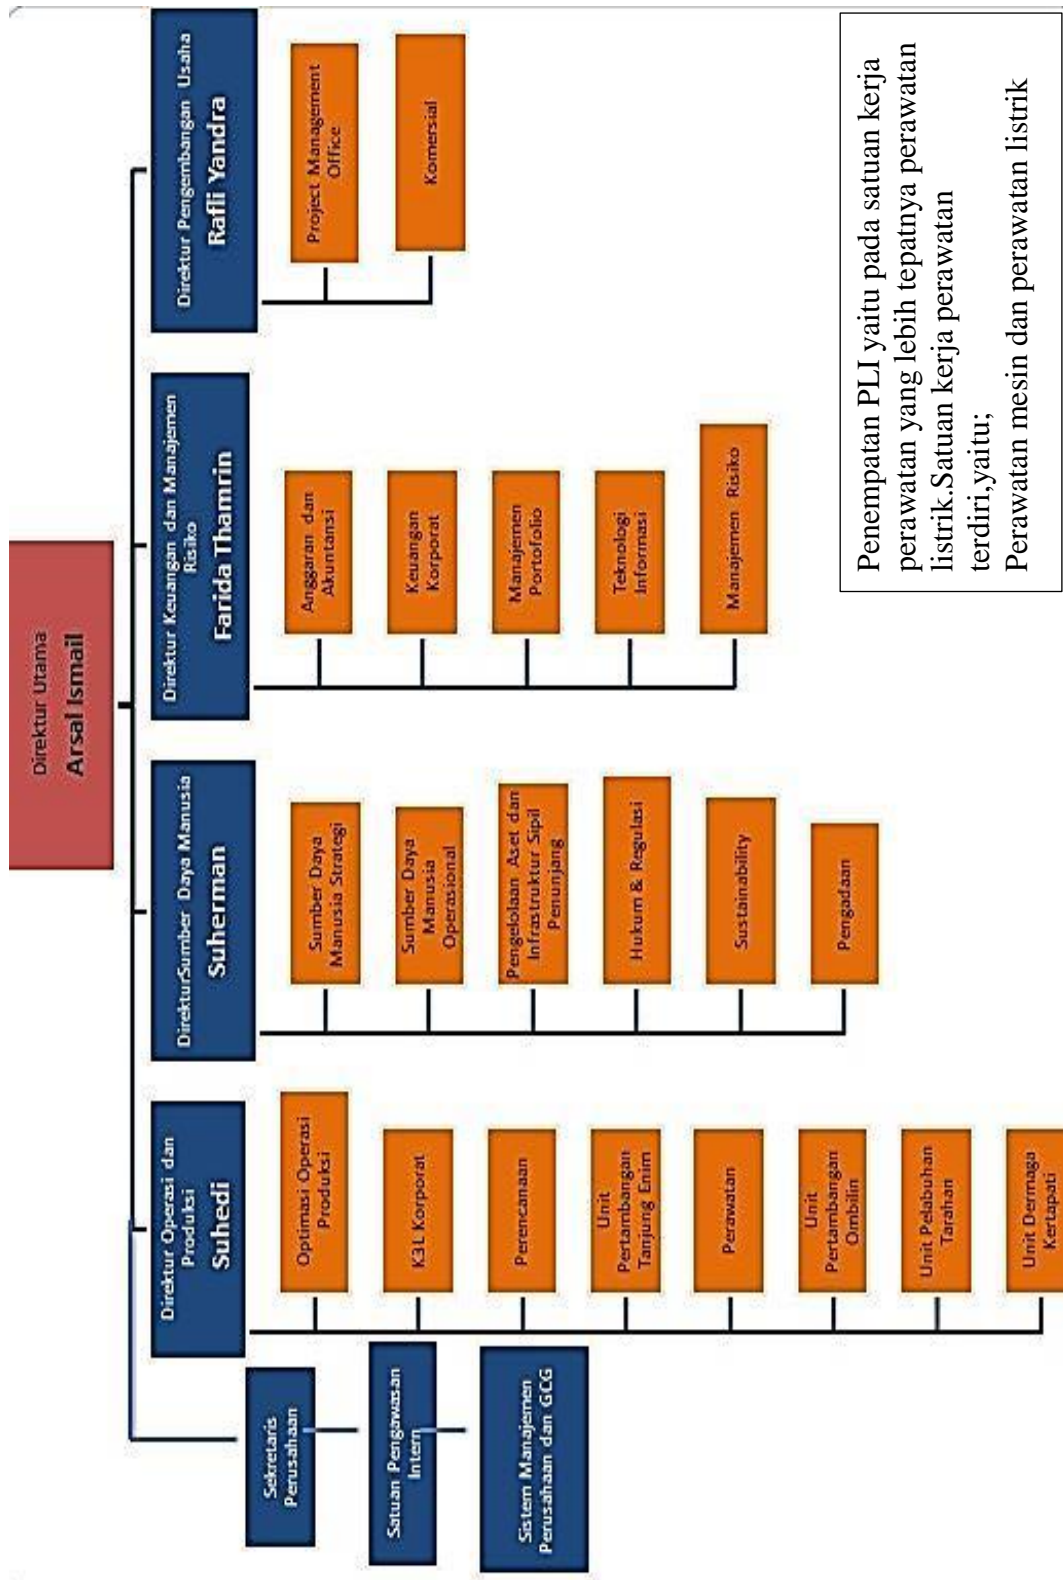 Direktur Utama
Arsal Ismail
Sekretaris
Perusahaan
Satuan Pengawasan
Intern
Sistem Manajemen
Perusahaan dan GCG
Direktur Operasi dan
Produksi
Suhedi
Optimasi Operasi
Produksi
K3L Korporat
Perencanaan
Unit
Pertambangan
Tanjung Enim
Perawatan
Unit
Pertambangan
Ombilin
Unit Pelabuhan
Tarahan
Unit Dermaga
Kertapati
DirekturSumber Daya Manusia
Suherman
Sumber Daya
Manusia Strategi
Sumber Daya
Manusia
Operasional
Pengelolaan Aset dan
Infrastruktur Sipil
Penunjang
Hukum & Regulasi
Sustainability
Pengadaan
Direktur Keuangan dan Manajemen
Risiko
Farida Thamrin
Anggaran dan
Akuntansi
Keuangan
Korporat
Manajemen
Portofolio
Teknologi
Informasi
Manajemen Risiko
Direktur Pengembangan Usaha
Rafli Yandra
Project Management
Office
Komersial
Penempatan PLI yaitu pada satuan kerja
perawatan yang lebih tepatnya perawatan
listrik.Satuan kerja perawatan
terdiri,yaitu;
Perawatan mesin dan perawatan listrik